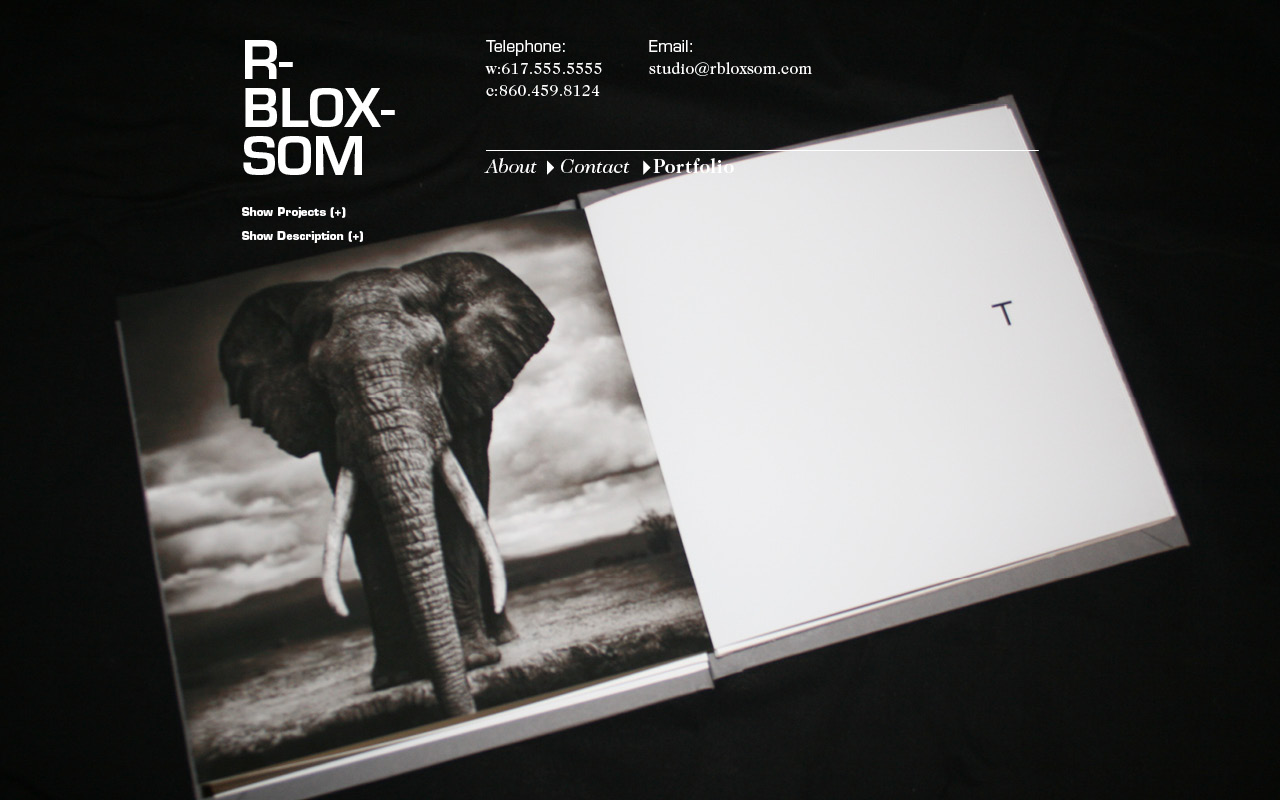 R-
BLOX-
SOM
Telephone:
w:617.555.5555
c:860.459.8124
Email:
studio@rbloxsom.com
About Contact Portfolio
Show Projects (+)
Show Description (+)
T